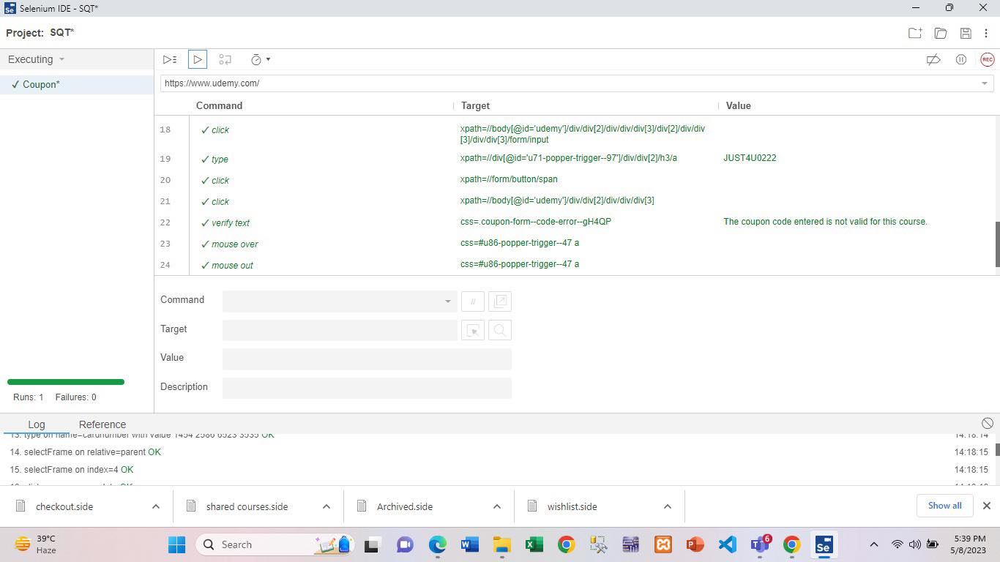 Selenium IDE - SQT*
Project: SQT*
Executing
https://www.udemy.com/
REC
✓ Coupon*
Command Target Value
18 ✓ click xpath=//body[@id='udemy']/div/div[2]/div/div/div[3]/div[2]/div/div
[3]/div/div[3]/form/input
19 ✓ type xpath=//div[@id='u71-popper-trigger--97']/div/div[2]/h3/a JUST4U0222
20 ✓ click xpath=//form/button/span
21 ✓ click xpath=//body[@id='udemy']/div/div[2]/div/div/div[3]
22 ✓ verify text css=.coupon-form--code-error--gH4QP The coupon code entered is not valid for this course.
23 ✓ mouse over css=#u86-popper-trigger--47 a
24 ✓ mouse out css=#u86-popper-trigger--47 a
Command //
Target
Value
Description
Runs: 1 Failures: 0
Log Reference
13. type on name=cardnumber with value 1454 2586 6523 3535 OK 14:18:14
14. selectFrame on relative=parent OK 14:18:15
15. selectFrame on index=4 OK 14:18:15
checkout.side shared courses.side Archived.side wishlist.side Show all
39°C
Haze
Search
6
Se
5:39 PM
5/8/2023